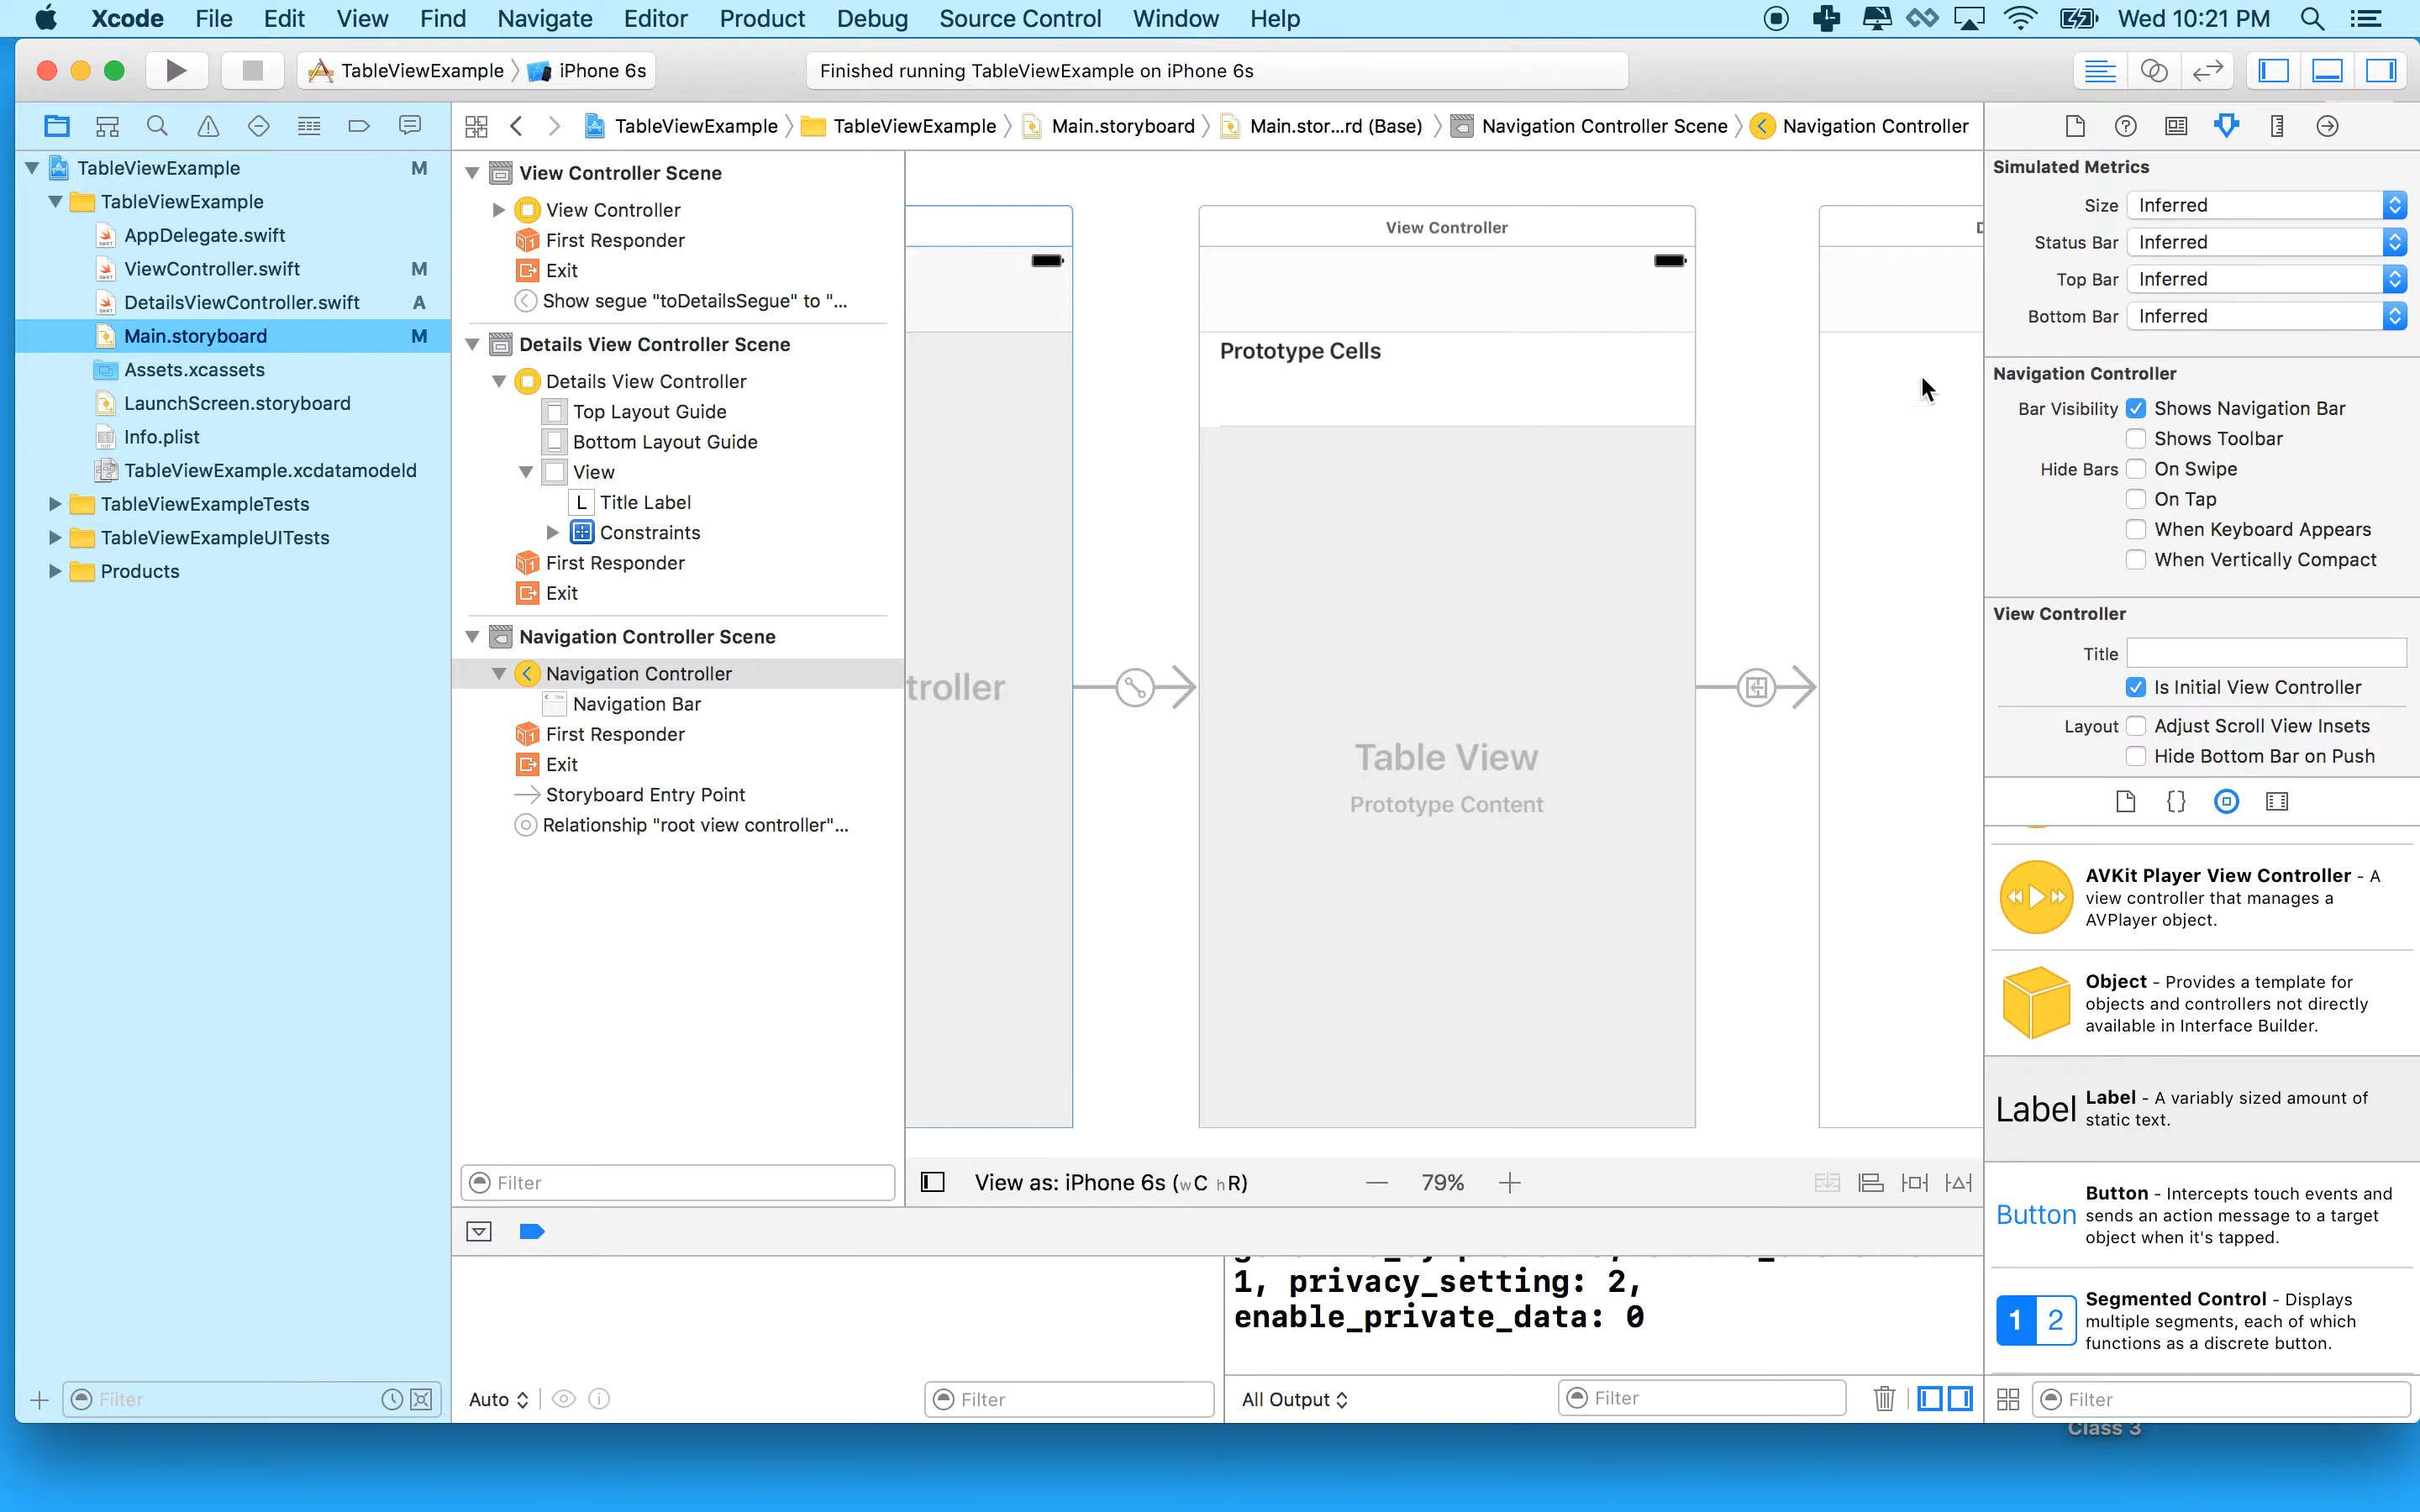 Xcode File Edit View Find Navigate Editor Product Debug Source Control Window Help Wed 10:21 PM
TableViewExample iPhone 6s
Finished running TableViewExample on iPhone 6s
TableViewExample TableViewExample Main.storyboard Main.stor...rd (Base) Navigation Controller Scene Navigation Controller
TableViewExample M
TableViewExample
AppDelegate.swift
ViewController.swift M
DetailsViewController.swift A
Main.storyboard M
Assets.xcassets
LaunchScreen.storyboard
Info.plist
TableViewExample.xcdatamodeld
TableViewExampleTests
TableViewExampleUITests
Products
Filter
View Controller Scene
View Controller
First Responder
Exit
Show segue "toDetailsSegue" to "...
Details View Controller Scene
Details View Controller
Top Layout Guide
Bottom Layout Guide
View
L Title Label
Constraints
First Responder
Exit
Navigation Controller Scene
Navigation Controller
Navigation Bar
First Responder
Exit
Storyboard Entry Point
Relationship "root view controller"...
Filter
troller
View Controller
Prototype Cells
Table View
Prototype Content
View as: iPhone 6s (wC hR)
79%
1, privacy_setting: 2,
enable_private_data: 0
Auto
Filter
All Output
Filter
Simulated Metrics
Size Inferred
Status Bar Inferred
Top Bar Inferred
Bottom Bar Inferred
Navigation Controller
Bar Visibility Shows Navigation Bar
Shows Toolbar
Hide Bars On Swipe
On Tap
When Keyboard Appears
When Vertically Compact
View Controller
Title
Is Initial View Controller
Layout Adjust Scroll View Insets
Hide Bottom Bar on Push
AVKit Player View Controller - A
view controller that manages a
AVPlayer object.
Object - Provides a template for
objects and controllers not directly
available in Interface Builder.
Label
Label - A variably sized amount of
static text.
Button
Button - Intercepts touch events and
sends an action message to a target
object when it's tapped.
1 2
Segmented Control - Displays
multiple segments, each of which
functions as a discrete button.
Filter
Class 3